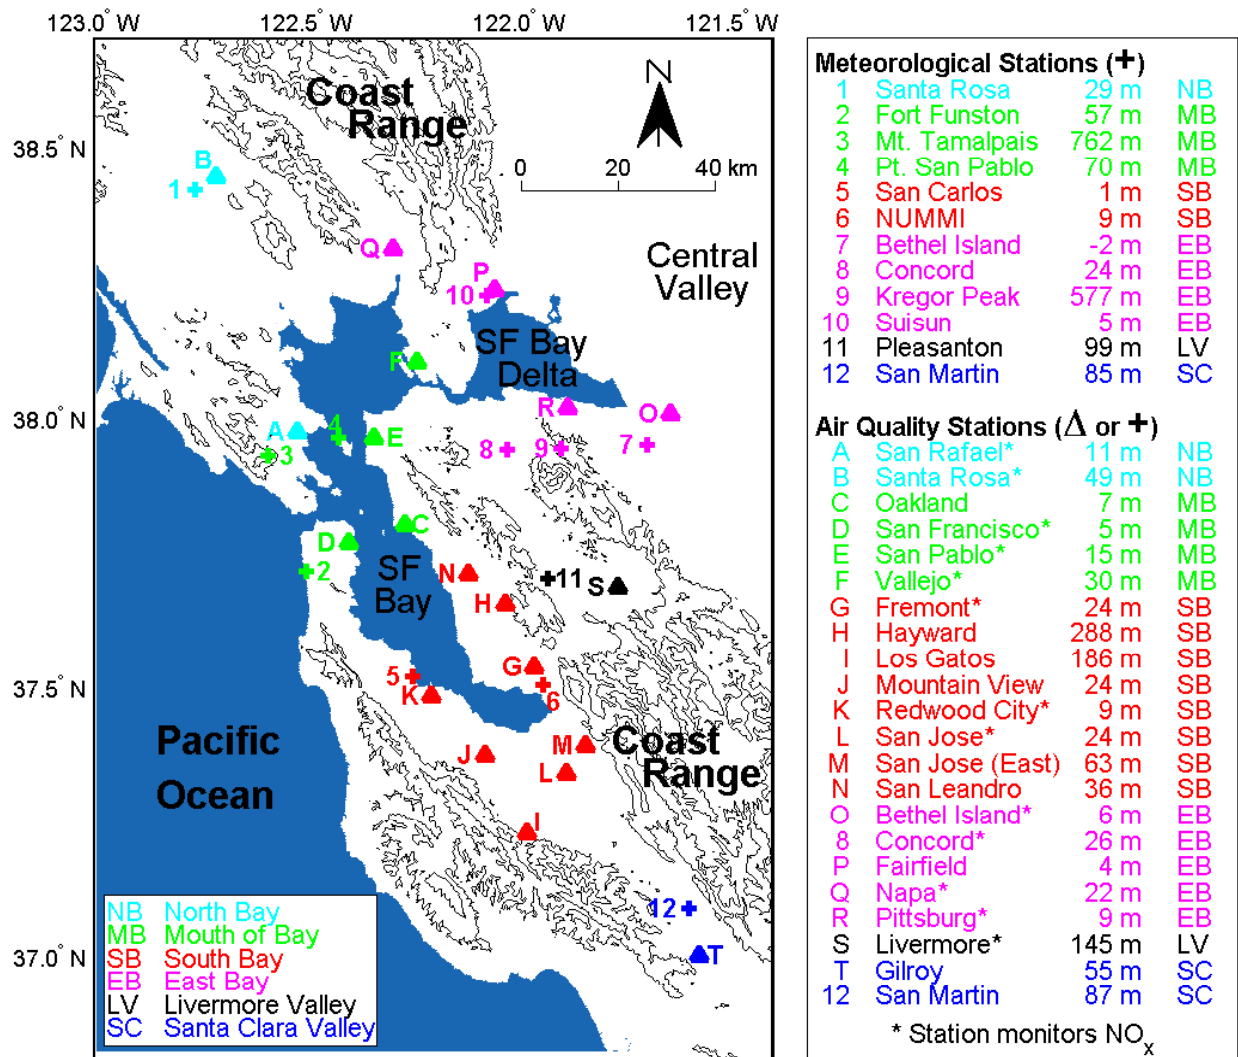 123.0° W 122.5° W 122.0° W 121.5° W
38.5° N
38.0° N
37.5° N
37.0° N
Coast
Range
N
0 20 40 km
B
1
Q
Central
Valley
P
10
SF Bay
Delta
F
R
O
A
4
E
3
8
9
7
C
D
2
SF
Bay
N
11
S
H
G
5
6
K
Pacific
Ocean
J
M
Coast
Range
L
I
12
T
NB North Bay
MB Mouth of Bay
SB South Bay
EB East Bay
LV Livermore Valley
SC Santa Clara Valley
Meteorological Stations (+)
1 Santa Rosa 29 m NB
2 Fort Funston 57 m MB
3 Mt. Tamalpais 762 m MB
4 Pt. San Pablo 70 m MB
5 San Carlos 1 m SB
6 NUMMI 9 m SB
7 Bethel Island -2 m EB
8 Concord 24 m EB
9 Kregor Peak 577 m EB
10 Suisun 5 m EB
11 Pleasanton 99 m LV
12 San Martin 85 m SC
Air Quality Stations (Δ or +)
A San Rafael* 11 m NB
B Santa Rosa* 49 m NB
C Oakland 7 m MB
D San Francisco* 5 m MB
E San Pablo* 15 m MB
F Vallejo* 30 m MB
G Fremont* 24 m SB
H Hayward 288 m SB
I Los Gatos 186 m SB
J Mountain View 24 m SB
K Redwood City* 9 m SB
L San Jose* 24 m SB
M San Jose (East) 63 m SB
N San Leandro 36 m SB
O Bethel Island* 6 m EB
8 Concord* 26 m EB
P Fairfield 4 m EB
Q Napa* 22 m EB
R Pittsburg* 9 m EB
S Livermore* 145 m LV
T Gilroy 55 m SC
12 San Martin 87 m SC
* Station monitors NOx